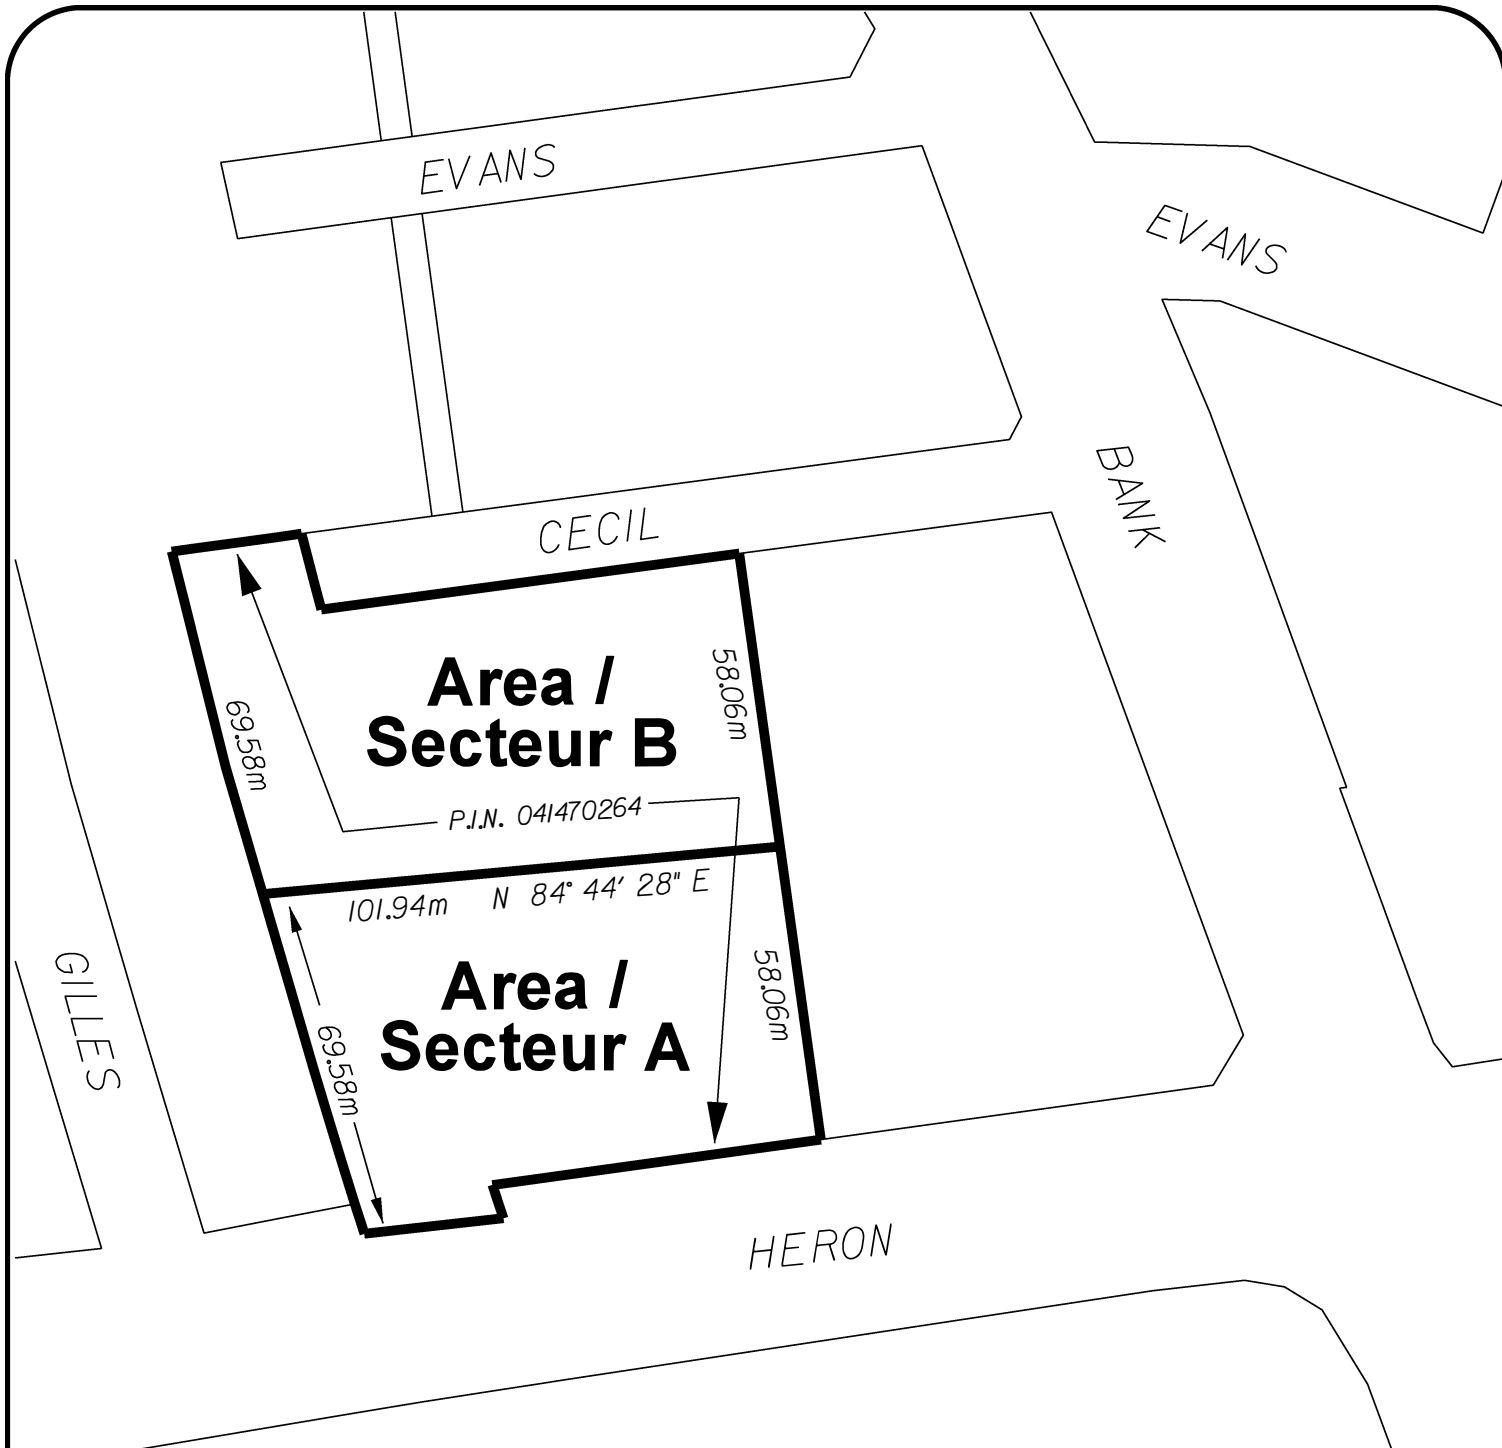 EVANS
EVANS
BANK
CECIL
Area /
Secteur B
58.06m
69.58m
P.I.N. 041470264
101.94m N 84° 44' 28" E
Area /
Secteur A
58.06m
69.58m
GILLES
HERON